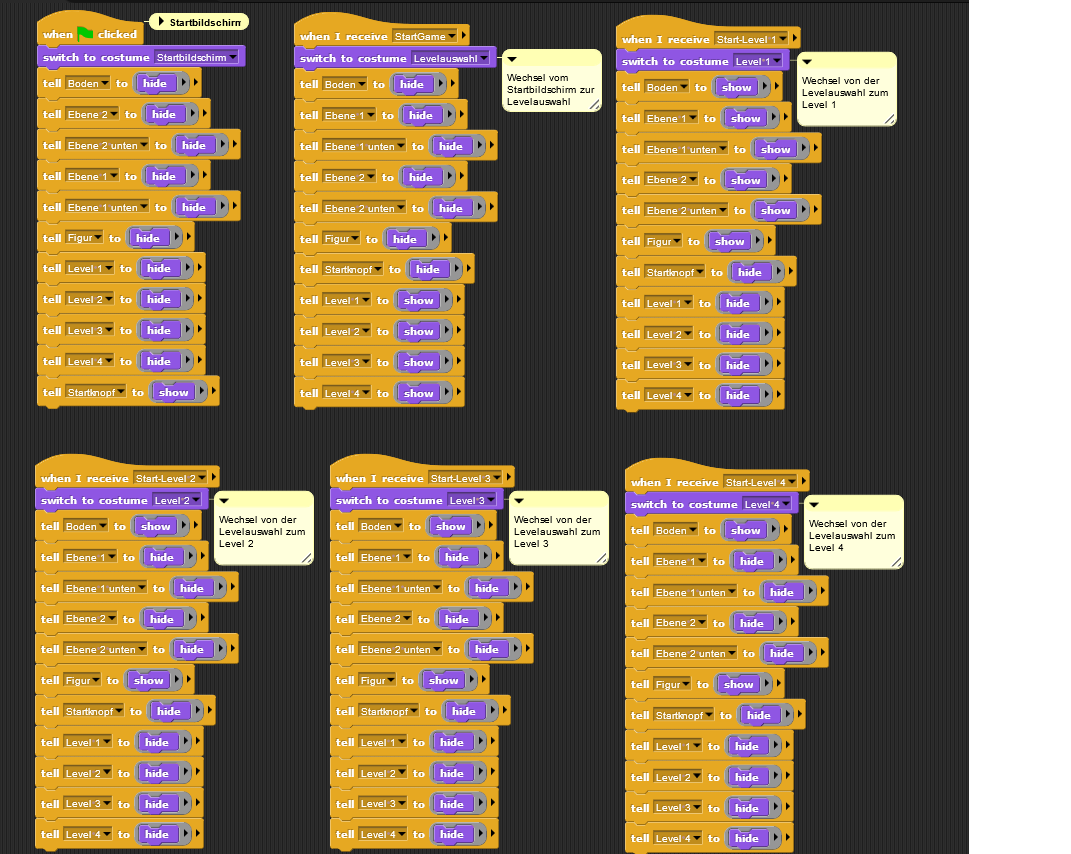 when clicked
Startbildschirm
switch to costume Startbildschirm
tell Boden to hide
tell Ebene 2 to hide
tell Ebene 2 unten to hide
tell Ebene 1 to hide
tell Ebene 1 unten to hide
tell Figur to hide
tell Level 1 to hide
tell Level 2 to hide
tell Level 3 to hide
tell Level 4 to hide
tell Startknopf to show
when I receive StartGame
switch to costume Levelauswahl
Wechsel vom
Startbildschim zur
Levelauswahl
tell Boden to hide
tell Ebene 1 to hide
tell Ebene 1 unten to hide
tell Ebene 2 to hide
tell Ebene 2 unten to hide
tell Figur to hide
tell Startknopf to hide
tell Level 1 to show
tell Level 2 to show
tell Level 3 to show
tell Level 4 to show
when I receive Start-Level 1
switch to costume Level 1
Wechsel von der
Levelauswahl zum
Level 1
tell Boden to show
tell Ebene 1 to show
tell Ebene 1 unten to show
tell Ebene 2 to show
tell Ebene 2 unten to show
tell Figur to show
tell Startknopf to hide
tell Level 1 to hide
tell Level 2 to hide
tell Level 3 to hide
tell Level 4 to hide
when I receive Start-Level 2
switch to costume Level 2
Wechsel von der
Levelauswahl zum
Level 2
tell Boden to show
tell Ebene 1 to hide
tell Ebene 1 unten to hide
tell Ebene 2 to hide
tell Ebene 2 unten to hide
tell Figur to show
tell Startknopf to hide
tell Level 1 to hide
tell Level 2 to hide
tell Level 3 to hide
tell Level 4 to hide
when I receive Start-Level 3
switch to costume Level 3
Wechsel von der
Levelauswahl zum
Level 3
tell Boden to show
tell Ebene 1 to hide
tell Ebene 1 unten to hide
tell Ebene 2 to hide
tell Ebene 2 unten to hide
tell Figur to show
tell Startknopf to hide
tell Level 1 to hide
tell Level 2 to hide
tell Level 3 to hide
tell Level 4 to hide
when I receive Start-Level 4
switch to costume Level 4
Wechsel von der
Levelauswahl zum
Level 4
tell Boden to show
tell Ebene 1 to hide
tell Ebene 1 unten to hide
tell Ebene 2 to hide
tell Ebene 2 unten to hide
tell Figur to show
tell Startknopf to hide
tell Level 1 to hide
tell Level 2 to hide
tell Level 3 to hide
tell Level 4 to hide